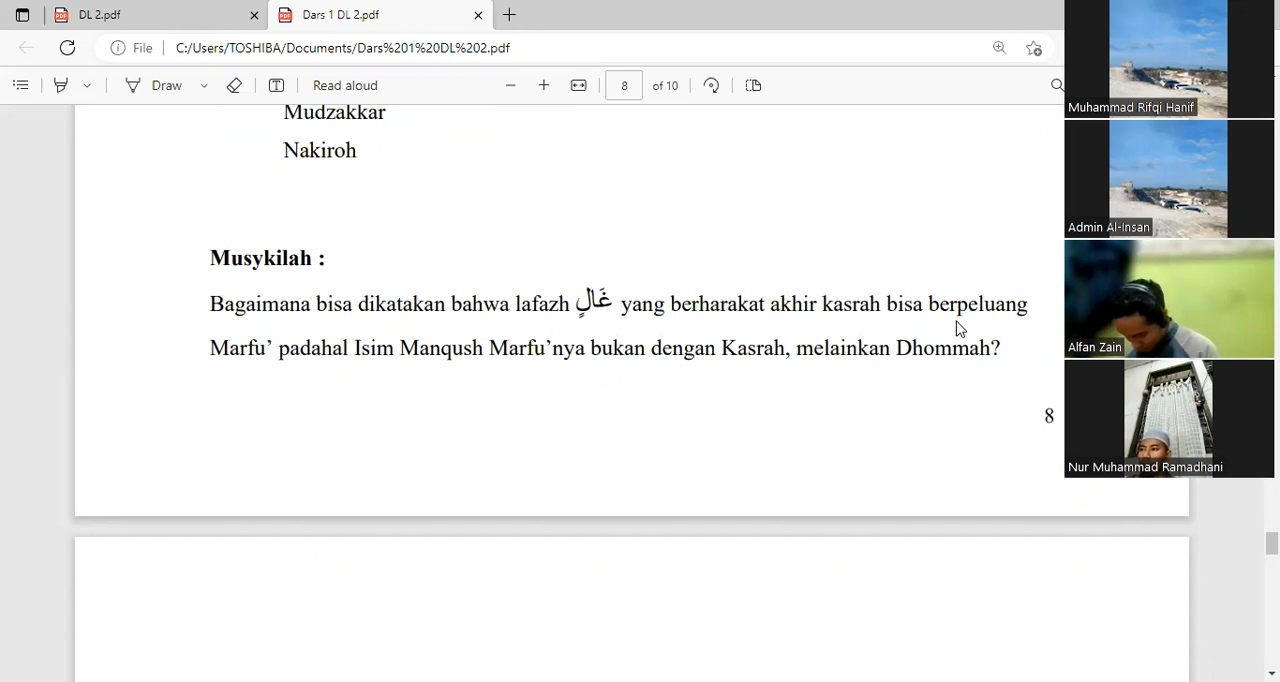 DL 2.pdf
Dars 1 DL 2.pdf
File
C:/Users/TOSHIBA/Documents/Dars%201%20DL%202.pdf
Draw
Read aloud
8
of 10
Mudzakkar
Nakiroh
Musykilah :
Bagaimana bisa dikatakan bahwa lafazh غَالٍ yang berharakat akhir kasrah bisa berpeluang
Marfu’ padahal Isim Manqush Marfu’nya bukan dengan Kasrah, melainkan Dhommah?
8
Muhammad Rifqi Hanif
Admin Al-Insan
Alfan Zain
Nur Muhammad Ramadhani